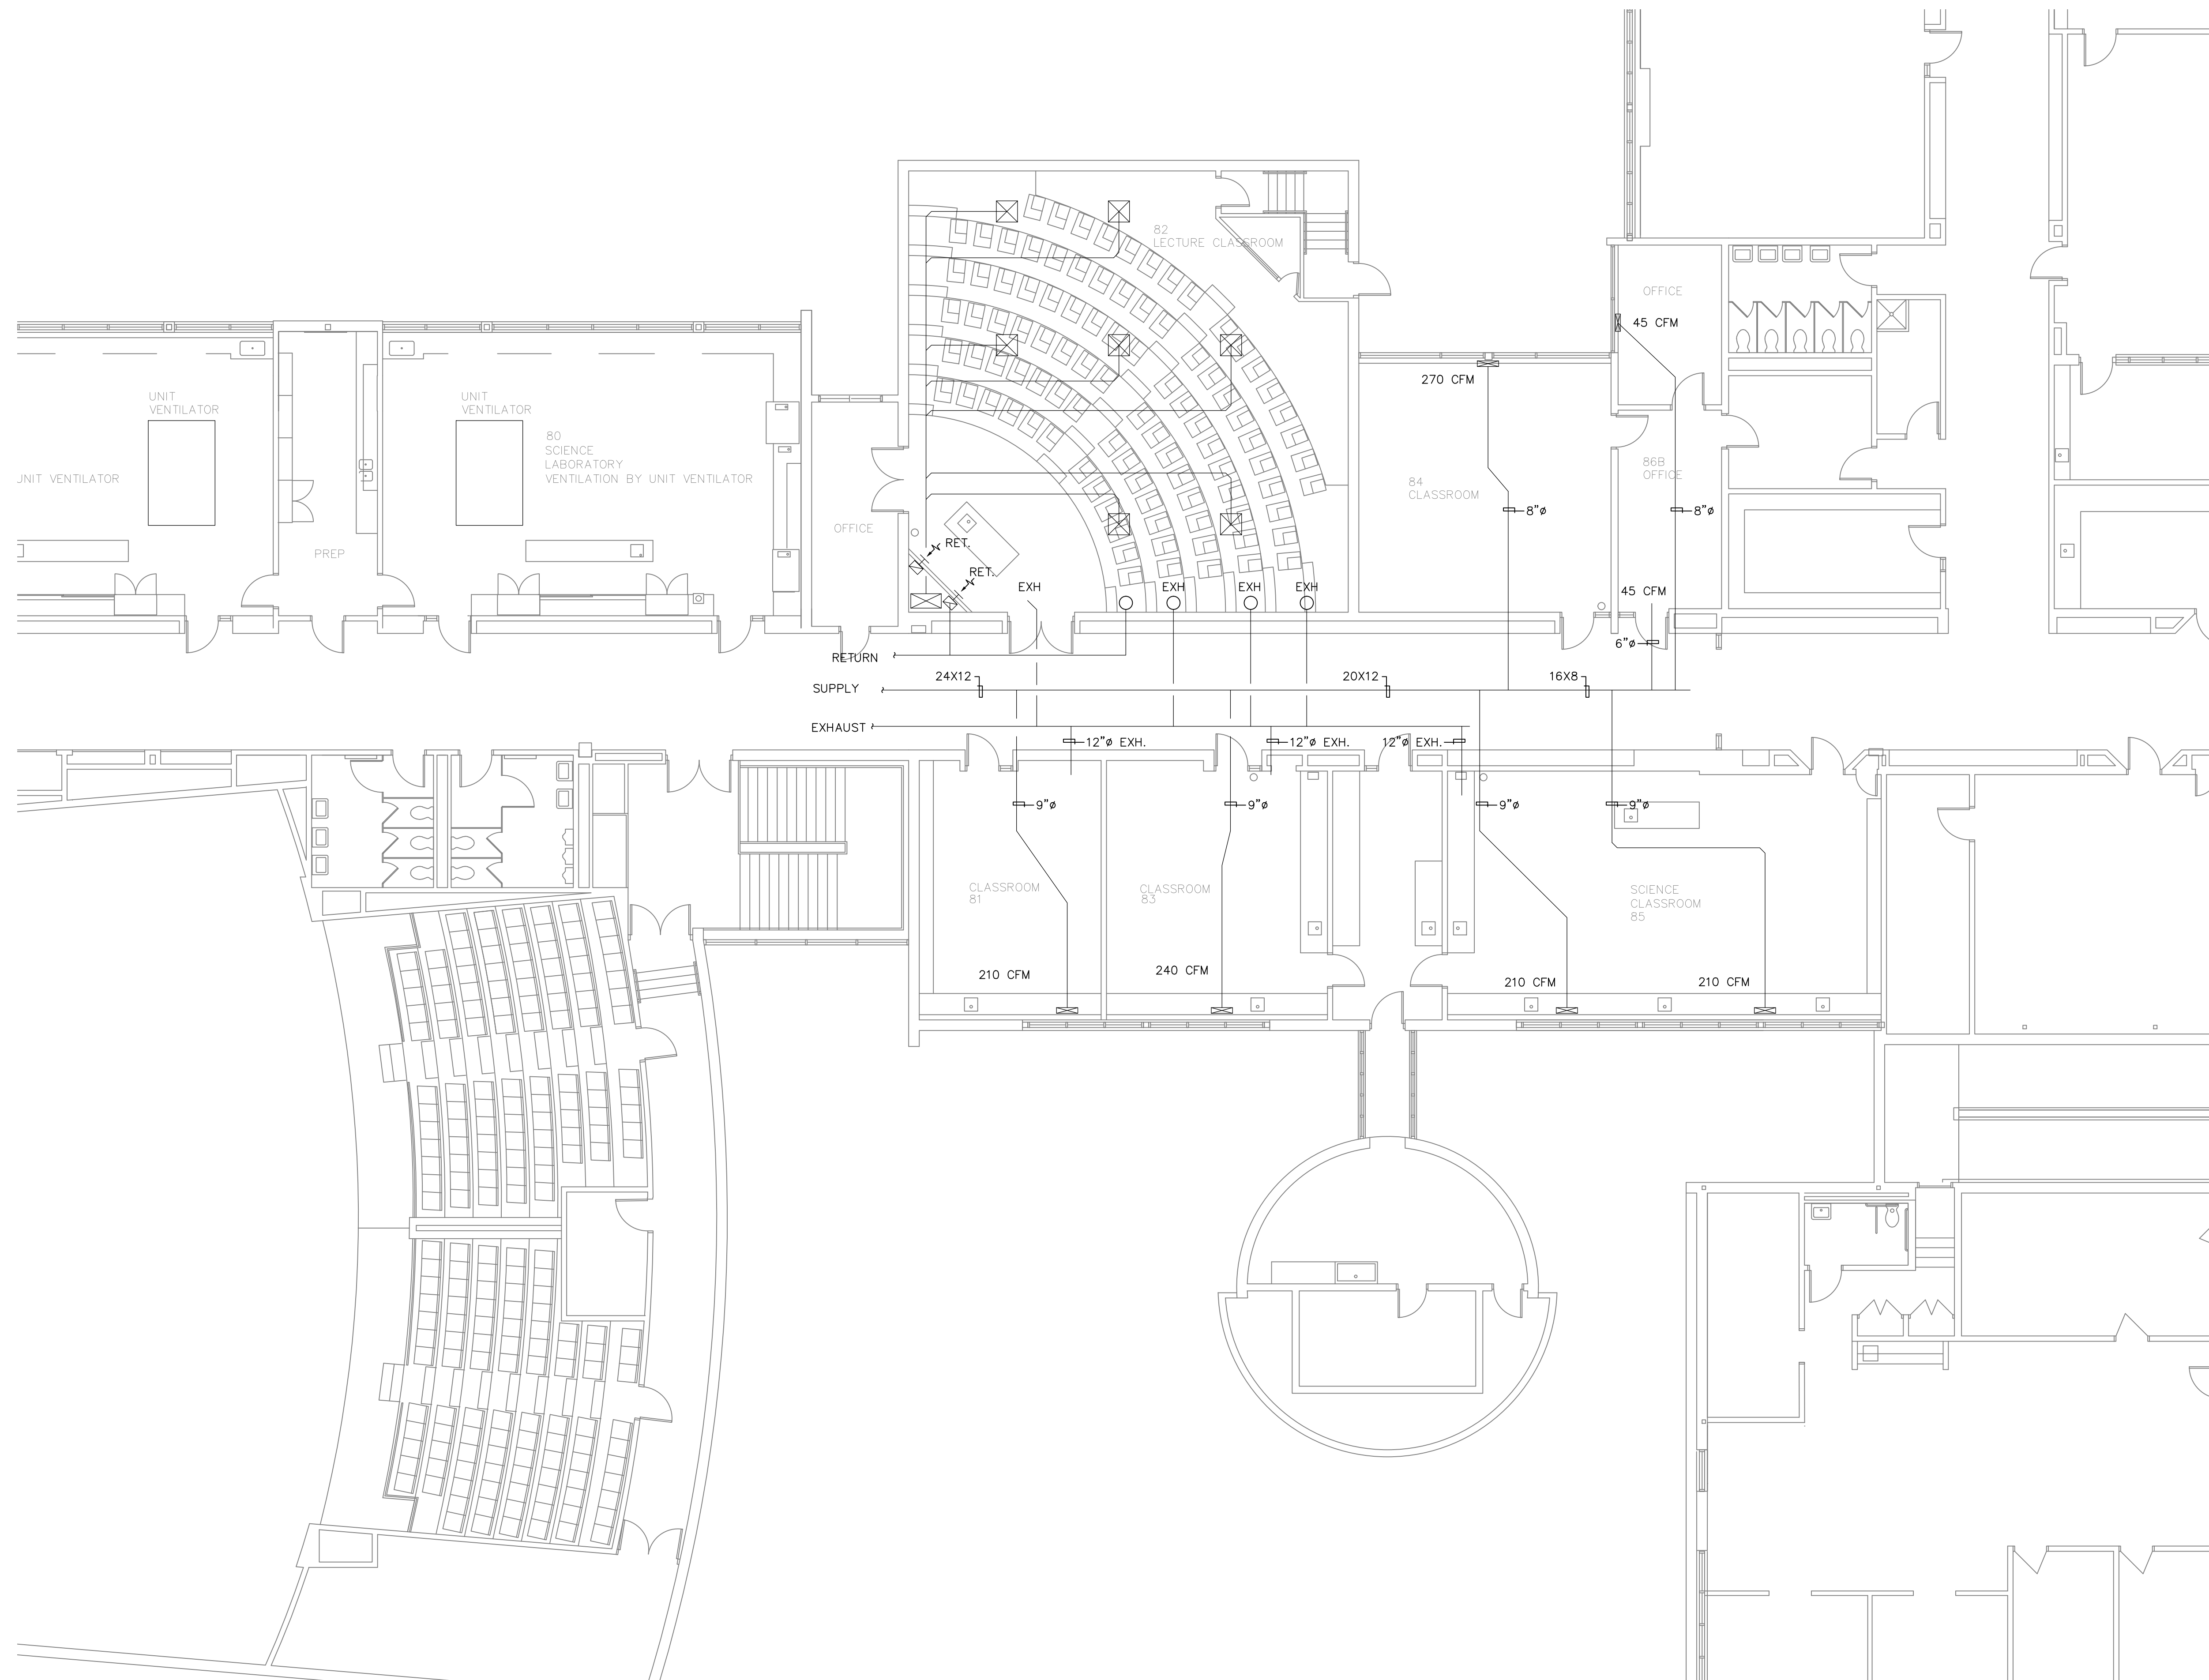 82
LECTURE CLASSROOM
OFFICE
45 CFM
270 CFM
UNIT
VENTILATOR
UNIT
VENTILATOR
80
SCIENCE
LABORATORY
VENTILATION BY UNIT VENTILATOR
UNIT VENTILATOR
86B
OFFICE
84
CLASSROOM
8"ø
8"ø
OFFICE
PREP
RET.
RET.
EXH
EXH
EXH
EXH
45 CFM
6"ø
RETURN
24X12
20X12
16X8
SUPPLY
EXHAUST
12"ø EXH.
12"ø EXH.
12"ø EXH.
9"ø
9"ø
9"ø
9"ø
CLASSROOM
81
CLASSROOM
83
SCIENCE
CLASSROOM
85
210 CFM
240 CFM
210 CFM
210 CFM